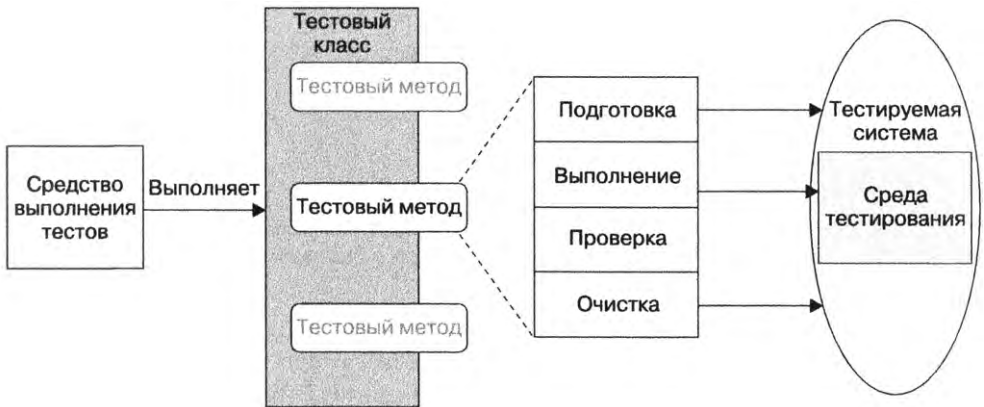 Тестовый
класс
Тестовый метод
Средство
выполнения
тестов
Выполняет
Тестовый метод
Тестовый метод
Подготовка
Выполнение
Проверка
Очистка
Тестируемая
система
Среда
тестирования